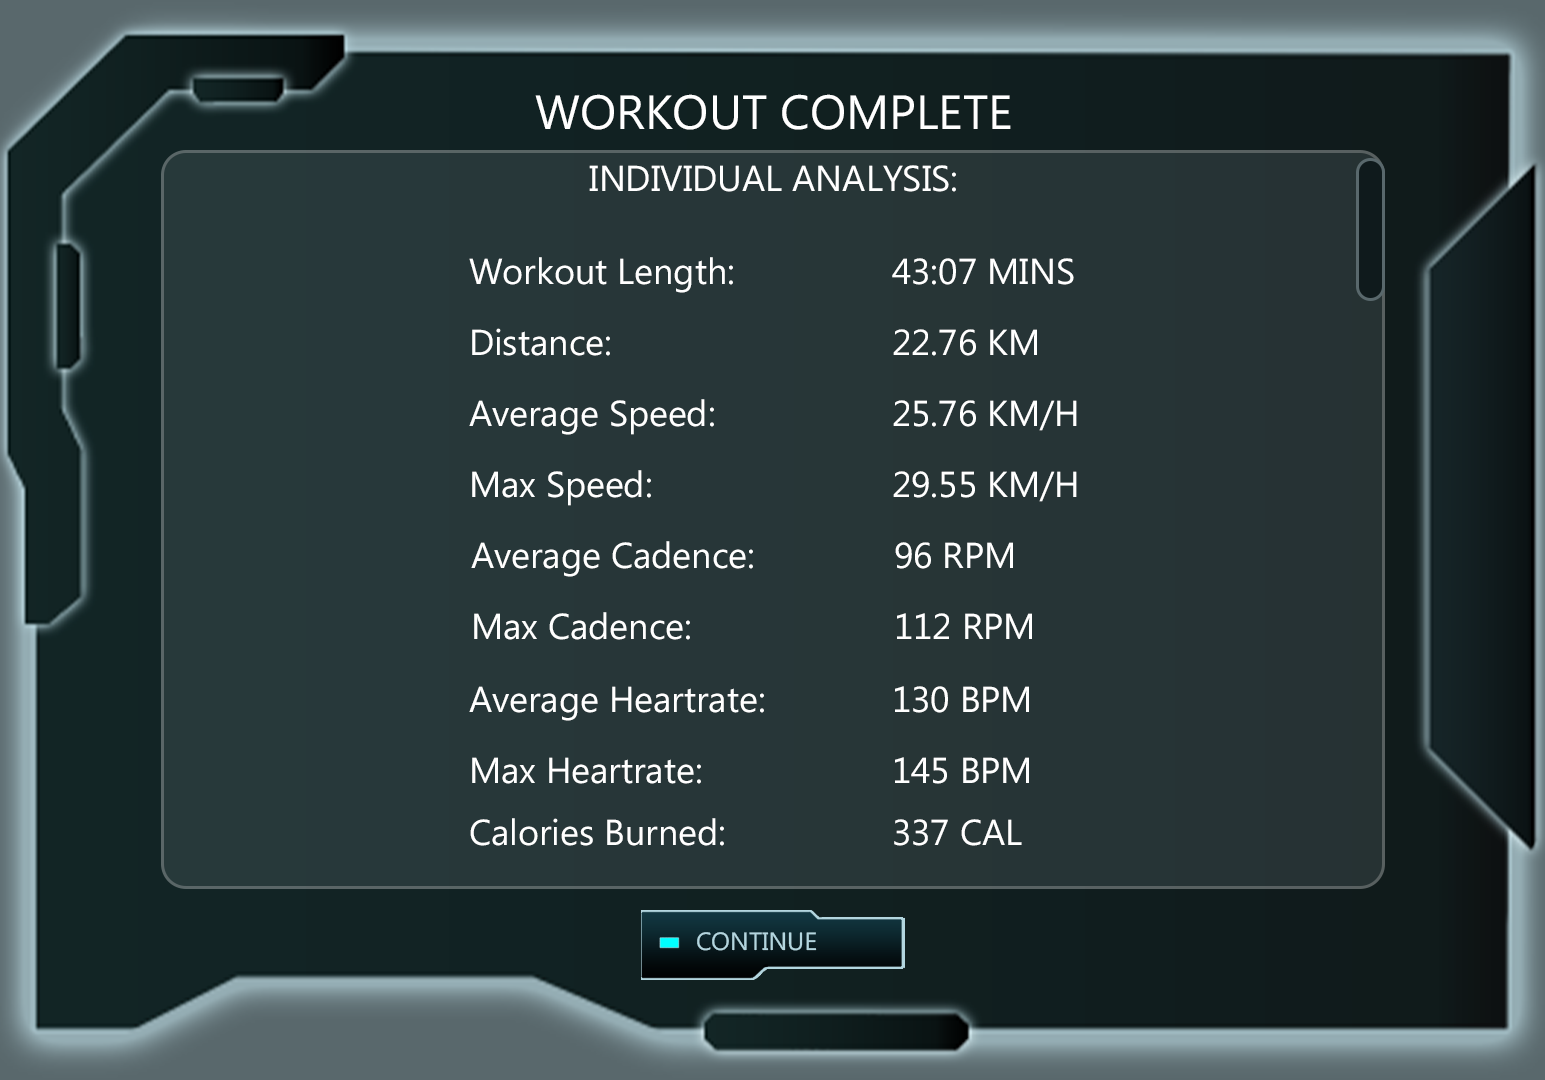 WORKOUT COMPLETE
INDIVIDUAL ANALYSIS:
Workout Length: 43:07 MINS
Distance: 22.76 KM
Average Speed: 25.76 KM/H
Max Speed: 29.55 KM/H
Average Cadence: 96 RPM
Max Cadence: 112 RPM
Average Heartrate: 130 BPM
Max Heartrate: 145 BPM
Calories Burned: 337 CAL
CONTINUE